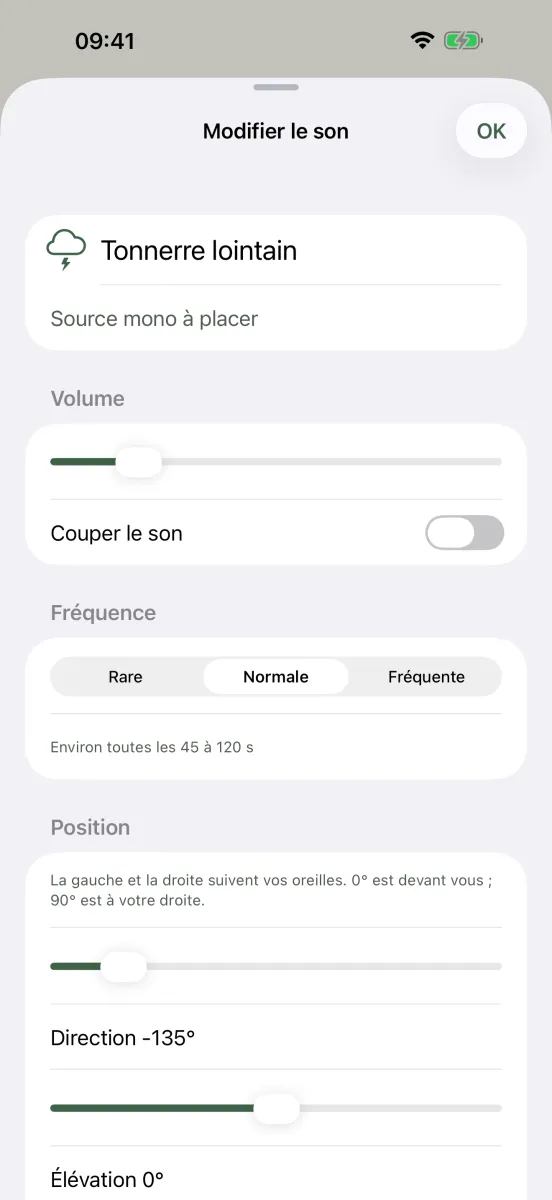 09:41
Modifier le son
OK
Tonnerre lointain
Source mono à placer
Volume
Couper le son
Fréquence
Rare
Normale
Fréquente
Environ toutes les 45 à 120 s
Position
La gauche et la droite suivent vos oreilles. 0° est devant vous ;
90° est à votre droite.
Direction -135°
Élévation 0°